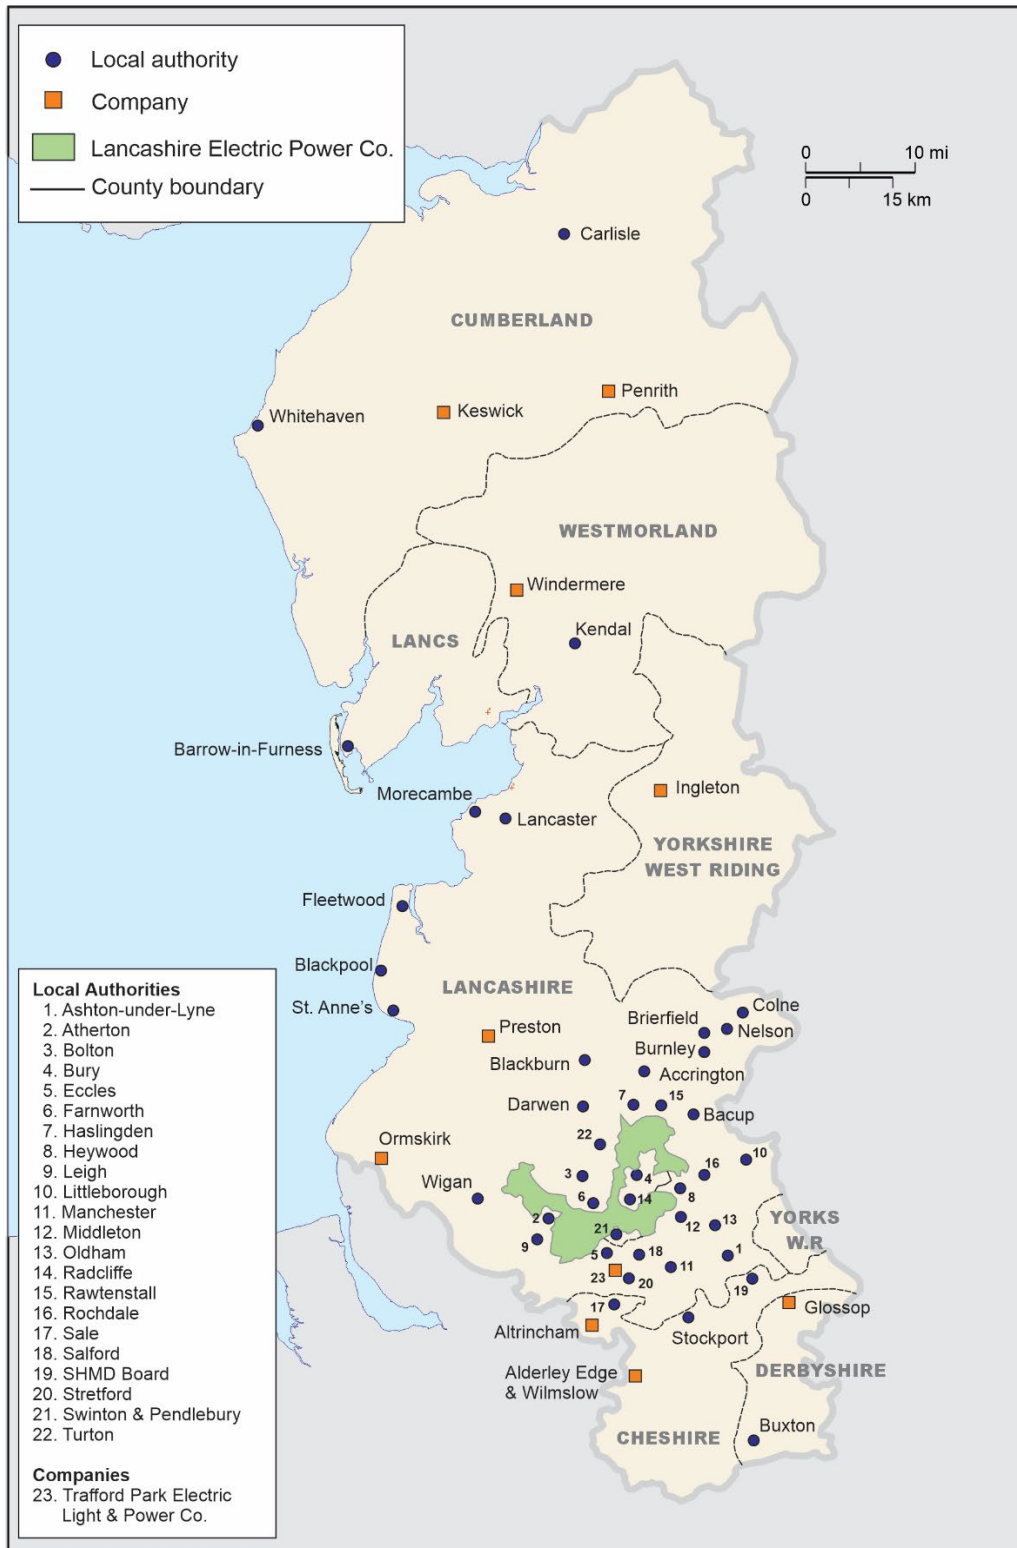 Local authority
Company
Lancashire Electric Power Co.
County boundary
0 10 mi
0 15 km
Carlisle
CUMBERLAND
Penrith
Keswick
Whitehaven
WESTMORLAND
Windermere
Kendal
LANCS
Barrow-in-Furness
Ingleton
Morecambe
Lancaster
YORKSHIRE
WEST RIDING
Fleetwood
Blackpool
LANCASHIRE
St. Anne's
Colne
Brierfield
Nelson
Preston
Burnley
Blackburn
Accrington
7
15
Darwen
Bacup
22
Ormskirk
10
Wigan
3
4
16
6
14
8
2
12
13
YORKS
W.R
21
9
5
18
11
1
23
20
19
17
Glossop
Altrincham
Stockport
Alderley Edge
& Wilmslow
DERBYSHIRE
CHESHIRE
Buxton
Local Authorities
1. Ashton-under-Lyne
2. Atherton
3. Bolton
4. Bury
5. Eccles
6. Farnworth
7. Haslingden
8. Heywood
9. Leigh
10. Littleborough
11. Manchester
12. Middleton
13. Oldham
14. Radcliffe
15. Rawtenstall
16. Rochdale
17. Sale
18. Salford
19. SHMD Board
20. Stretford
21. Swinton & Pendlebury
22. Turton
Companies
23. Trafford Park Electric
Light & Power Co.